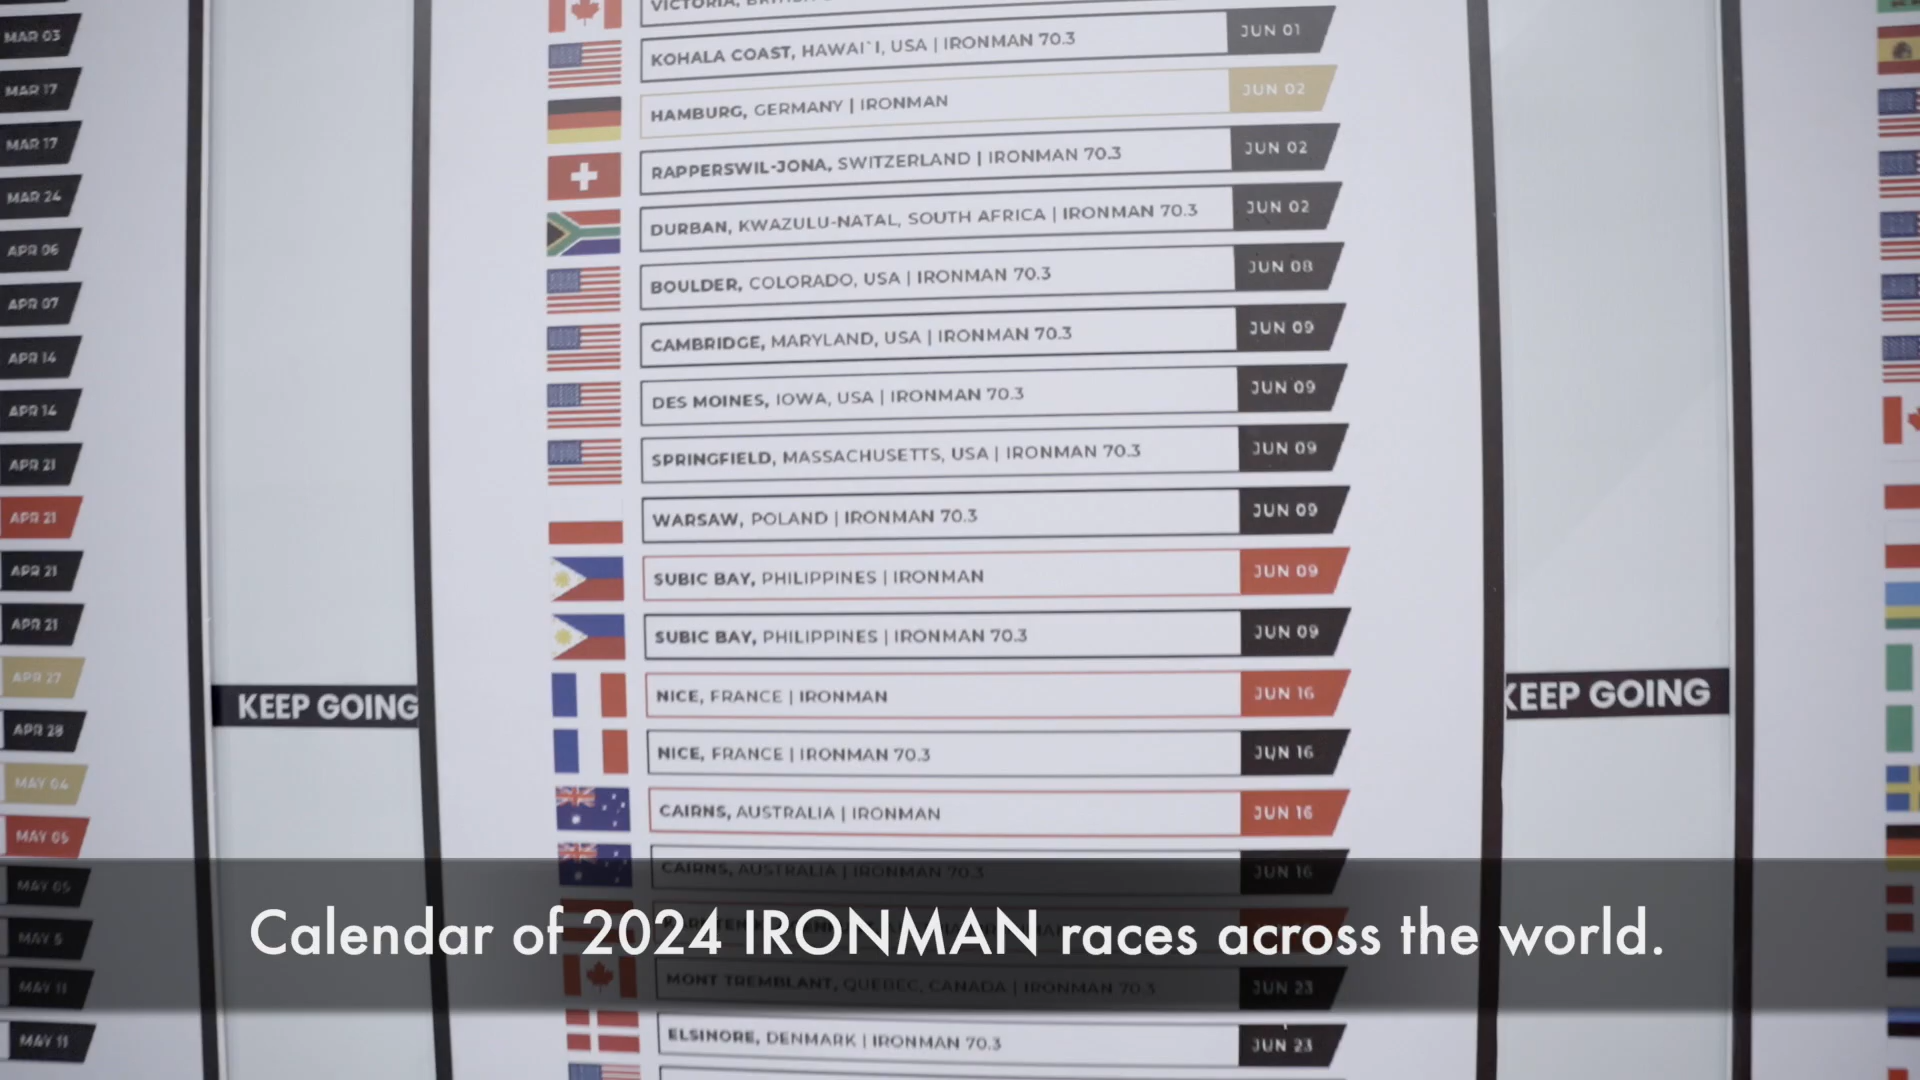 MAR 03
MAR 17
MAR 17
MAR 24
APR 06
APR 07
APR 14
APR 14
APR 21
APR 21
APR 21
APR 21
APR 27
APR 28
MAY 04
MAY 05
MAY 05
MAY 5
MAY 11
MAY 11
KEEP GOING
VICTORIA,
KOHALA COAST, HAWAI`I, USA | IRONMAN 70.3 JUN 01
HAMBURG, GERMANY | IRONMAN JUN 02
RAPPERSWIL-JONA, SWITZERLAND | IRONMAN 70.3 JUN 02
DURBAN, KWAZULU-NATAL, SOUTH AFRICA | IRONMAN 70.3 JUN 02
BOULDER, COLORADO, USA | IRONMAN 70.3 JUN 08
CAMBRIDGE, MARYLAND, USA | IRONMAN 70.3 JUN 09
DES MOINES, IOWA, USA | IRONMAN 70.3 JUN 09
SPRINGFIELD, MASSACHUSETTS, USA | IRONMAN 70.3 JUN 09
WARSAW, POLAND | IRONMAN 70.3 JUN 09
SUBIC BAY, PHILIPPINES | IRONMAN JUN 09
SUBIC BAY, PHILIPPINES | IRONMAN 70.3 JUN 09
NICE, FRANCE | IRONMAN JUN 16
NICE, FRANCE | IRONMAN 70.3 JUN 16
CAIRNS, AUSTRALIA | IRONMAN JUN 16
CAIRNS, AUSTRALIA | IRONMAN 70.3 JUN 16
Calendar of 2024 IRONMAN races across the world.
MONT TREMBLANT, QUEBEC, CANADA | IRONMAN 70.3 JUN 23
ELSINORE, DENMARK | IRONMAN 70.3 JUN 23
KEEP GOING